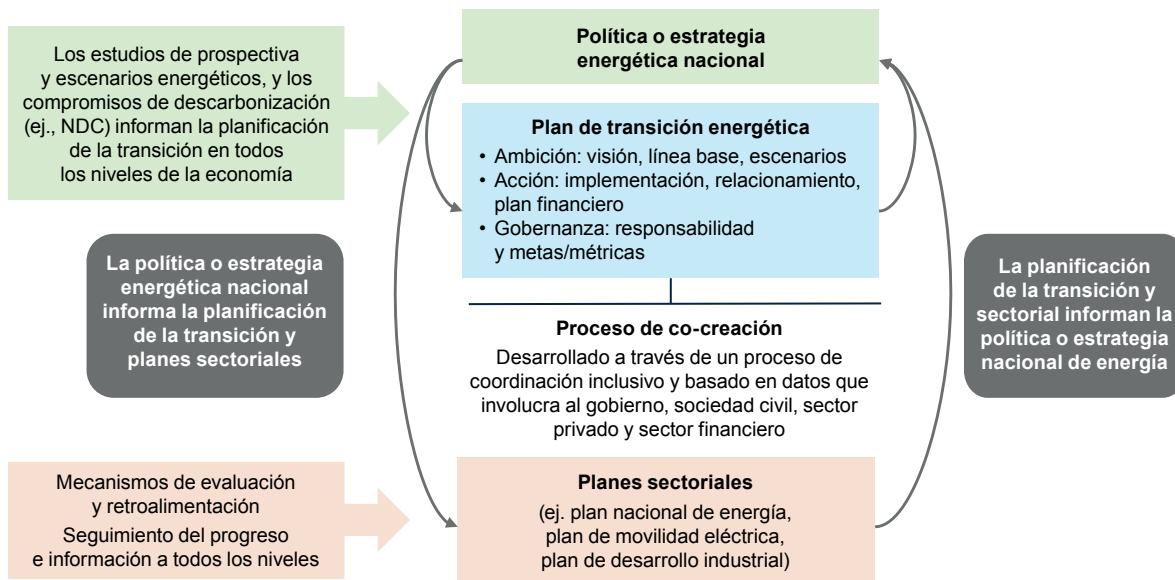 Los estudios de prospectiva
y escenarios energéticos, y los
compromisos de descarbonización
(ej., NDC) informan la planificación
de la transición en todos
los niveles de la economía
Política o estrategia
energética nacional
Plan de transición energética
• Ambición: visión, línea base, escenarios
• Acción: implementación, relacionamiento,
plan financiero
• Gobernanza: responsabilidad
y metas/métricas
La política o estrategia
energética nacional
informa la planificación
de la transición y
planes sectoriales
La planificación
de la transición y
sectorial informan la
política o estrategia
nacional de energía
Proceso de co-creación
Desarrollado a través de un proceso de
coordinación inclusivo y basado en datos que
involucra al gobierno, sociedad civil, sector
privado y sector financiero
Mecanismos de evaluación
y retroalimentación
Seguimiento del progreso
e información a todos los niveles
Planes sectoriales
(ej. plan nacional de energía,
plan de movilidad eléctrica,
plan de desarrollo industrial)